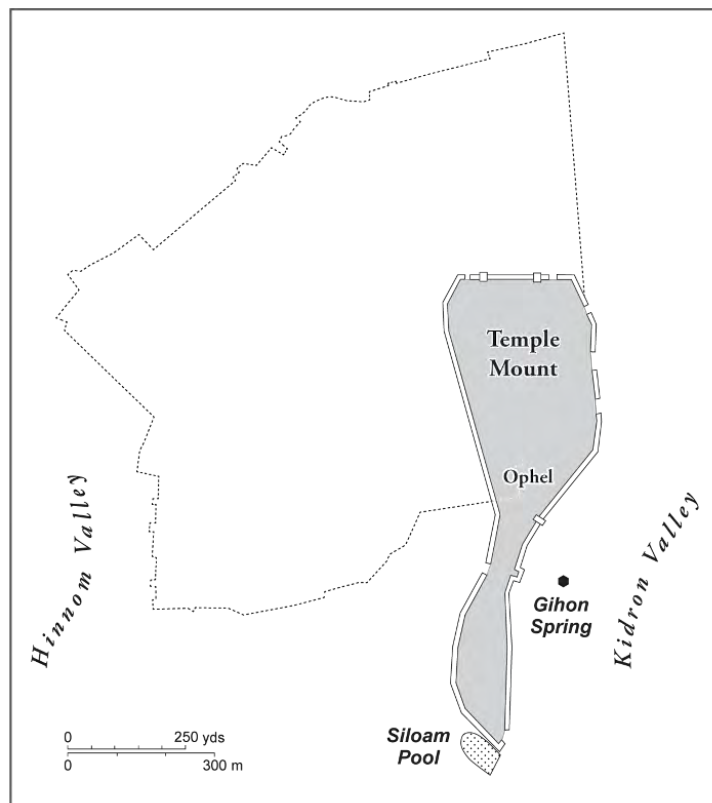 Temple
Mount
Ophel
Hinnom Valley
Kidron Valley
Gihon
Spring
Siloam
Pool
0 250 yds
0 300 m